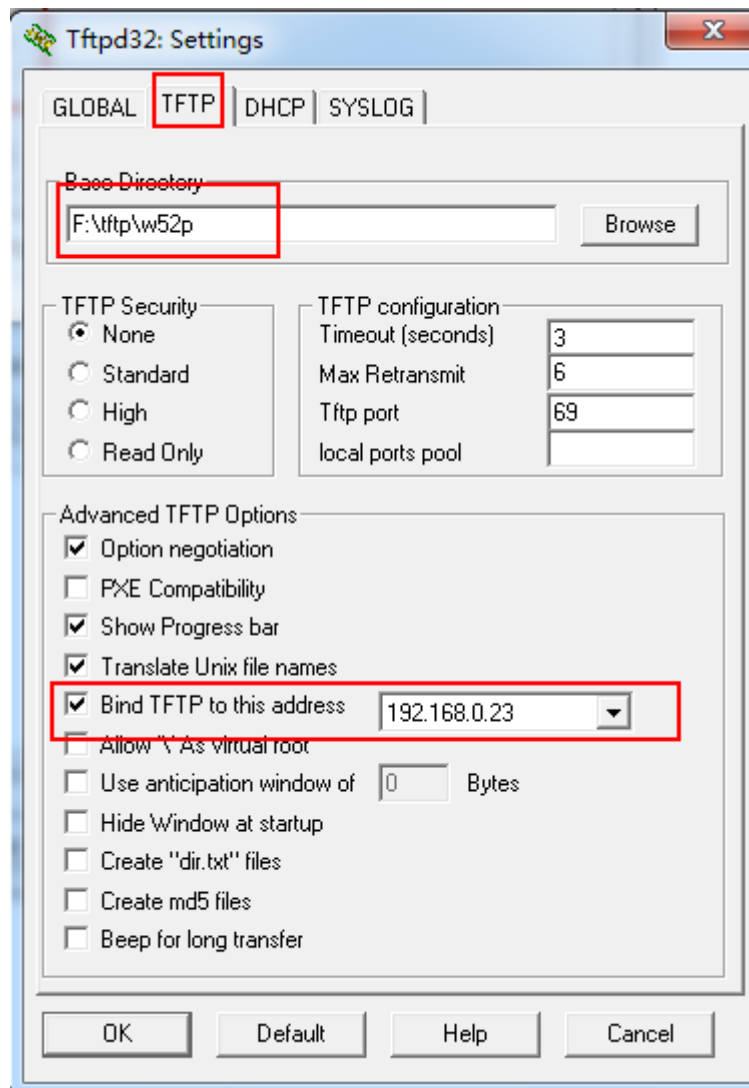 Tftpd32: Settings
GLOBAL TFTP DHCP SYSLOG
Base Directory
F:\tftp\w52p Browse
TFTP Security
None
Standard
High
Read Only
TFTP configuration
Timeout (seconds) 3
Max Retransmit 6
Tftp port 69
local ports pool
Advanced TFTP Options
Option negotiation
PXE Compatibility
Show Progress bar
Translate Unix file names
Bind TFTP to this address 192.168.0.23
Allow '\' As virtual root
Use anticipation window of 0 Bytes
Hide Window at startup
Create "dir.txt" files
Create md5 files
Beep for long transfer
OK Default Help Cancel